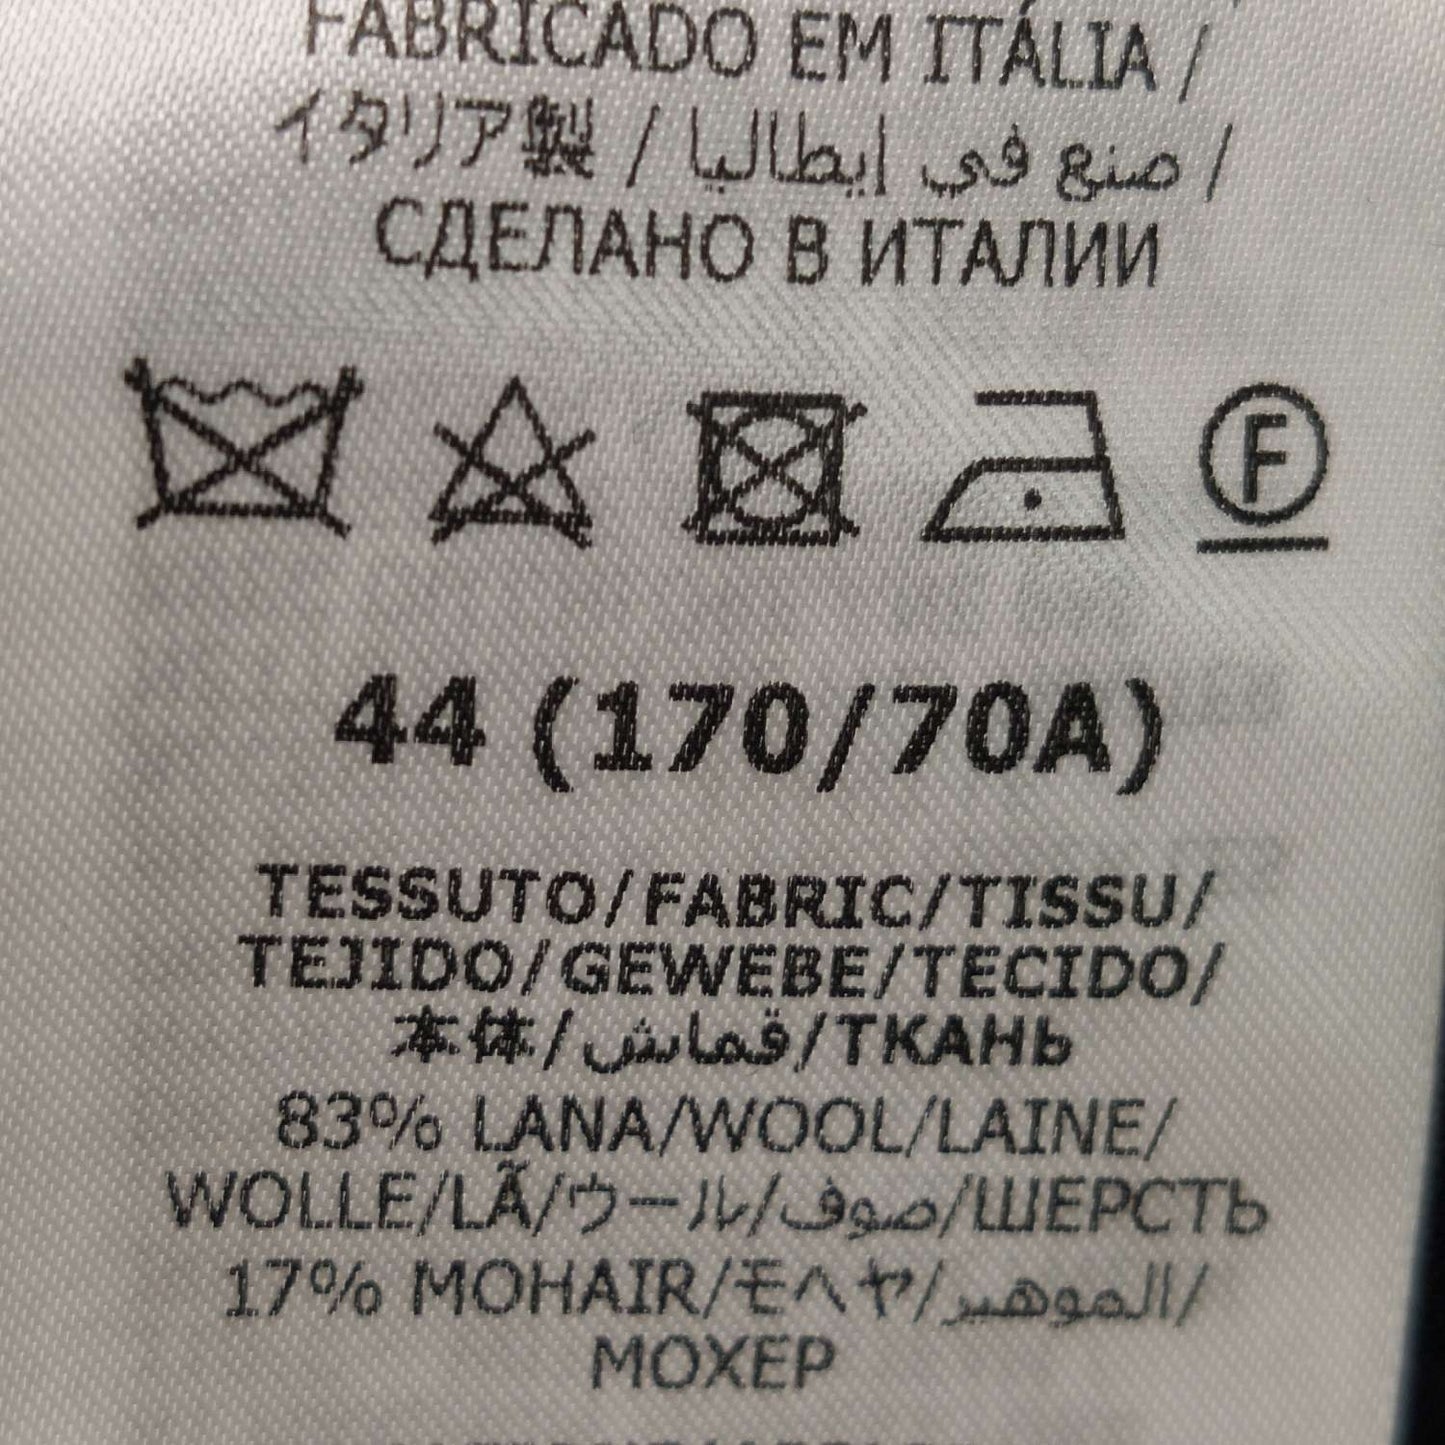 FABRICADO EM ITÁLIA /
イタリア製 / صنع في ايطاليا /
СДЕЛАНО В ИТАЛИИ
F
44 (170/70A)
TESSUTO/FABRIC/TISSU/
TEJIDO/GEWEBE/TECIDO/
本体/قماش/ТКАНЬ
83% LANA/WOOL/LAINE/
WOLLE/LÃ/ウール/صوف/ШЕРСТЬ
17% MOHAIR/モヘヤ/الموهير/
МОХЕР